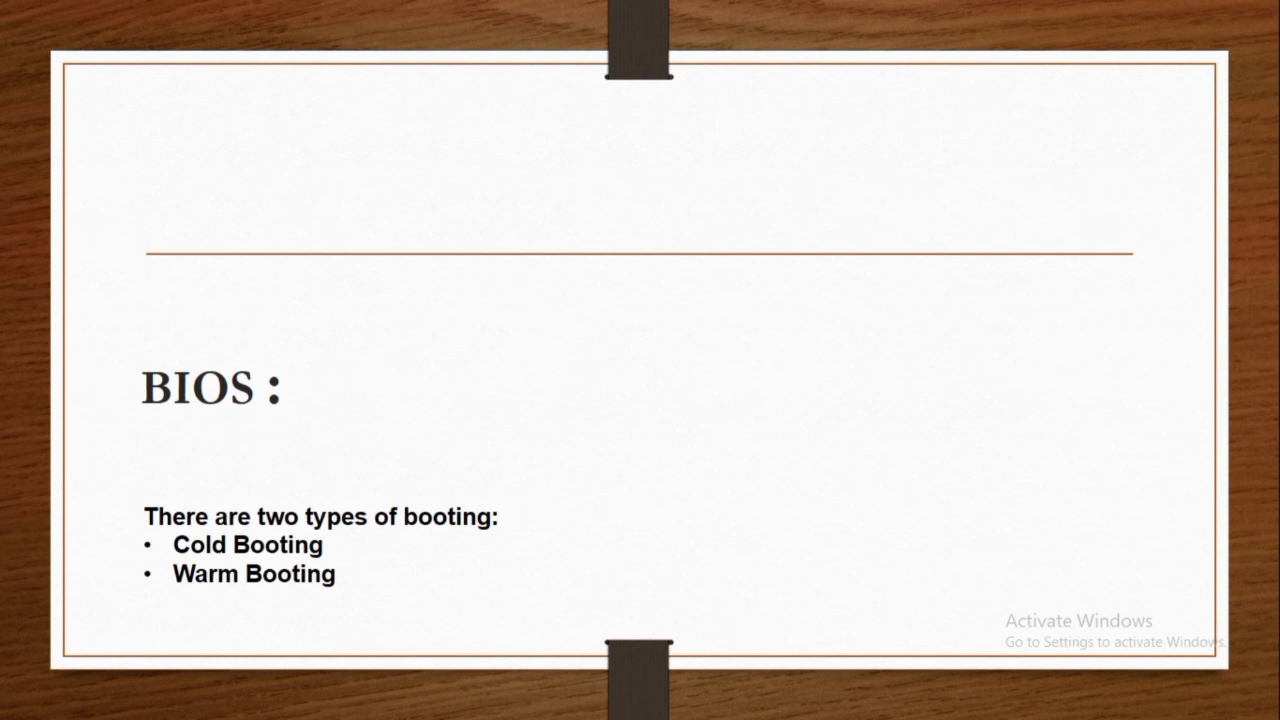 BIOS :
There are two types of booting:
• Cold Booting
• Warm Booting
Activate Windows
Go to Settings to activate Windows.